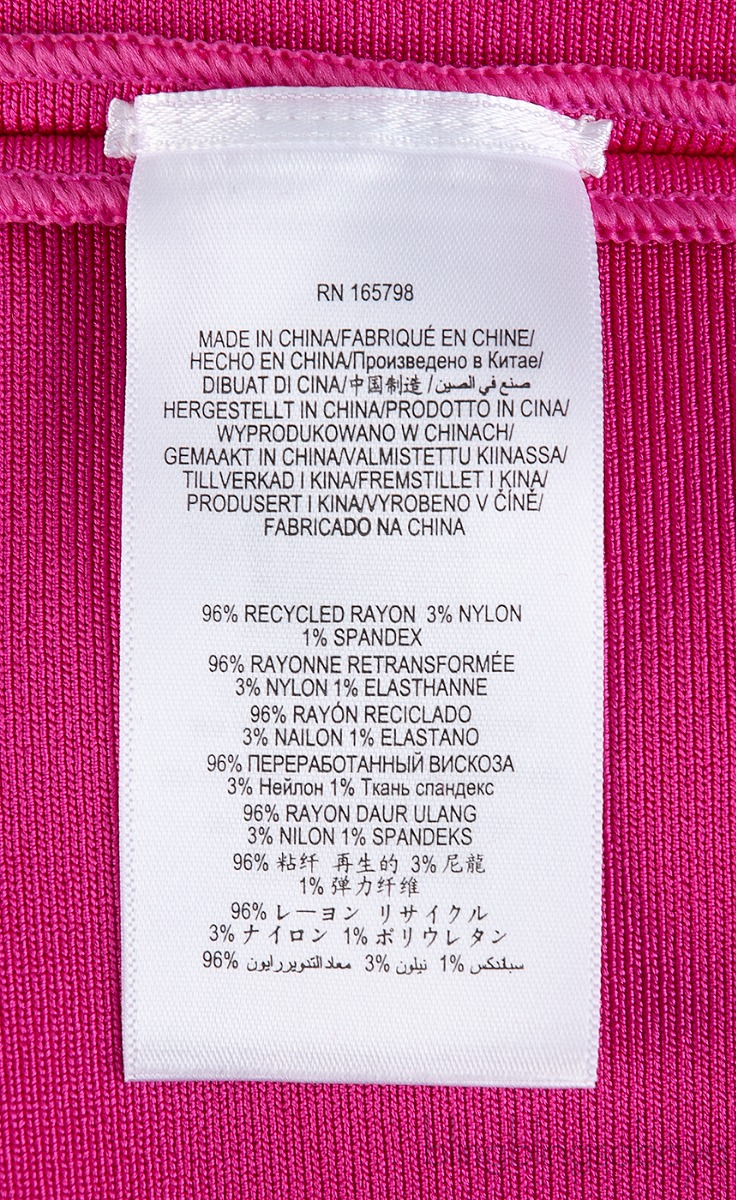 RN 165798
MADE IN CHINA/FABRIQUÉ EN CHINE/
HECHO EN CHINA/Произведено в Китае/
DIBUAT DI CINA/中国制造/صنع في الصين/
HERGESTELLT IN CHINA/PRODOTTO IN CINA/
WYPRODUKOWANO W CHINACH/
GEMAAKT IN CHINA/VALMISTETTU KIINASSA/
TILLVERKAD I KINA/FREMSTILLET I KINA/
PRODUSERT I KINA/VYROBENO V ČÍNĚ/
FABRICADO NA CHINA
96% RECYCLED RAYON 3% NYLON
1% SPANDEX
96% RAYONNE RETRANSFORMÉE
3% NYLON 1% ELASTHANNE
96% RAYÓN RECICLADO
3% NAILON 1% ELASTANO
96% ПЕРЕРАБОТАННЫЙ ВИСКОЗА
3% Нейлон 1% Ткань спандекс
96% RAYON DAUR ULANG
3% NILON 1% SPANDEKS
96% 粘纤 再生的 3% 尼龍
1% 弹力纤维
96% レーヨン リサイクル
3% ナイロン 1% ポリウレタン
96% معاد التدوير رايون 3% نيلون 1% سباندكس